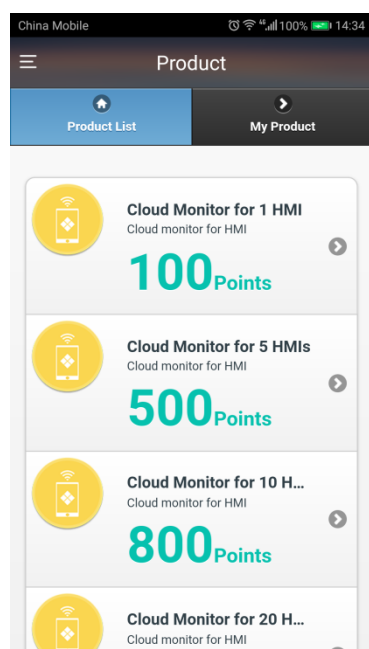 China Mobile 100% 14:34
Product
Product List
My Product
Cloud Monitor for 1 HMI
Cloud monitor for HMI
100Points
Cloud Monitor for 5 HMIs
Cloud monitor for HMI
500Points
Cloud Monitor for 10 H...
Cloud monitor for HMI
800Points
Cloud Monitor for 20 H...
Cloud monitor for HMI